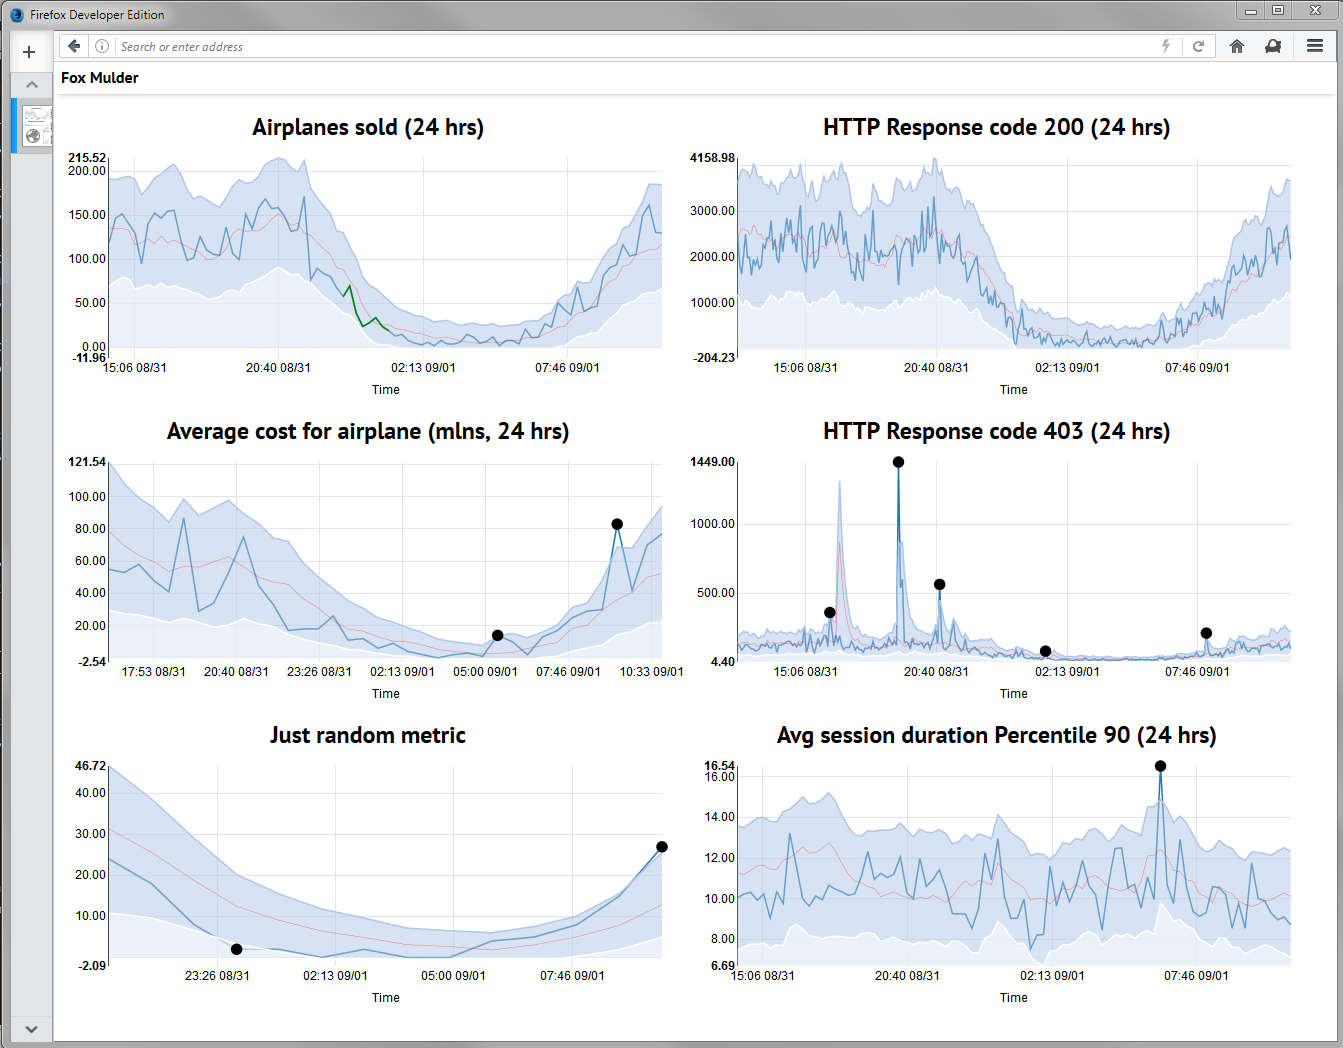 Firefox Developer Edition
Search or enter address
Fox Mulder
Airplanes sold (24 hrs)
215.52
200.00
150.00
100.00
50.00
0.00
-11.96
15:06 08/31 20:40 08/31 02:13 09/01 07:46 09/01
Time
HTTP Response code 200 (24 hrs)
4158.98
3000.00
2000.00
1000.00
-204.23
15:06 08/31 20:40 08/31 02:13 09/01 07:46 09/01
Time
Average cost for airplane (mlns, 24 hrs)
121.54
100.00
80.00
60.00
40.00
20.00
-2.54
17:53 08/31 20:40 08/31 23:26 08/31 02:13 09/01 05:00 09/01 07:46 09/01 10:33 09/01
Time
HTTP Response code 403 (24 hrs)
1449.00
1000.00
500.00
4.40
15:06 08/31 20:40 08/31 02:13 09/01 07:46 09/01
Time
Just random metric
46.72
40.00
30.00
20.00
10.00
-2.09
23:26 08/31 02:13 09/01 05:00 09/01 07:46 09/01
Time
Avg session duration Percentile 90 (24 hrs)
16.54
16.00
14.00
12.00
10.00
8.00
6.69
15:06 08/31 20:40 08/31 02:13 09/01 07:46 09/01
Time